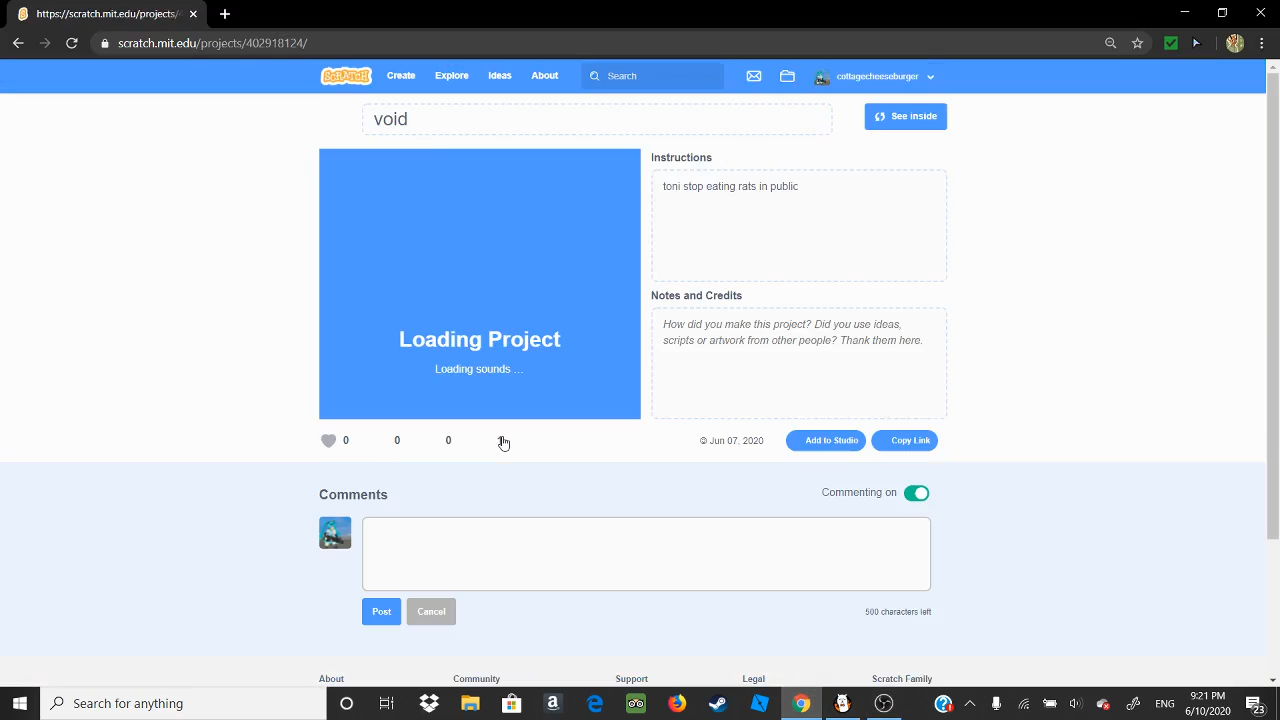 https://scratch.mit.edu/projects/
scratch.mit.edu/projects/402918124/
SCRATCH
Create
Explore
Ideas
About
Search
cottagecheeseburger
void
See inside
Instructions
toni stop eating rats in public
Loading Project
Loading sounds ...
Notes and Credits
How did you make this project? Did you use ideas,
scripts or artwork from other people? Thank them here.
0
0
0
© Jun 07, 2020
Add to Studio
Copy Link
Comments
Commenting on
Post
Cancel
500 characters left
About
Community
Support
Legal
Scratch Family
Search for anything
9:21 PM
6/10/2020
23